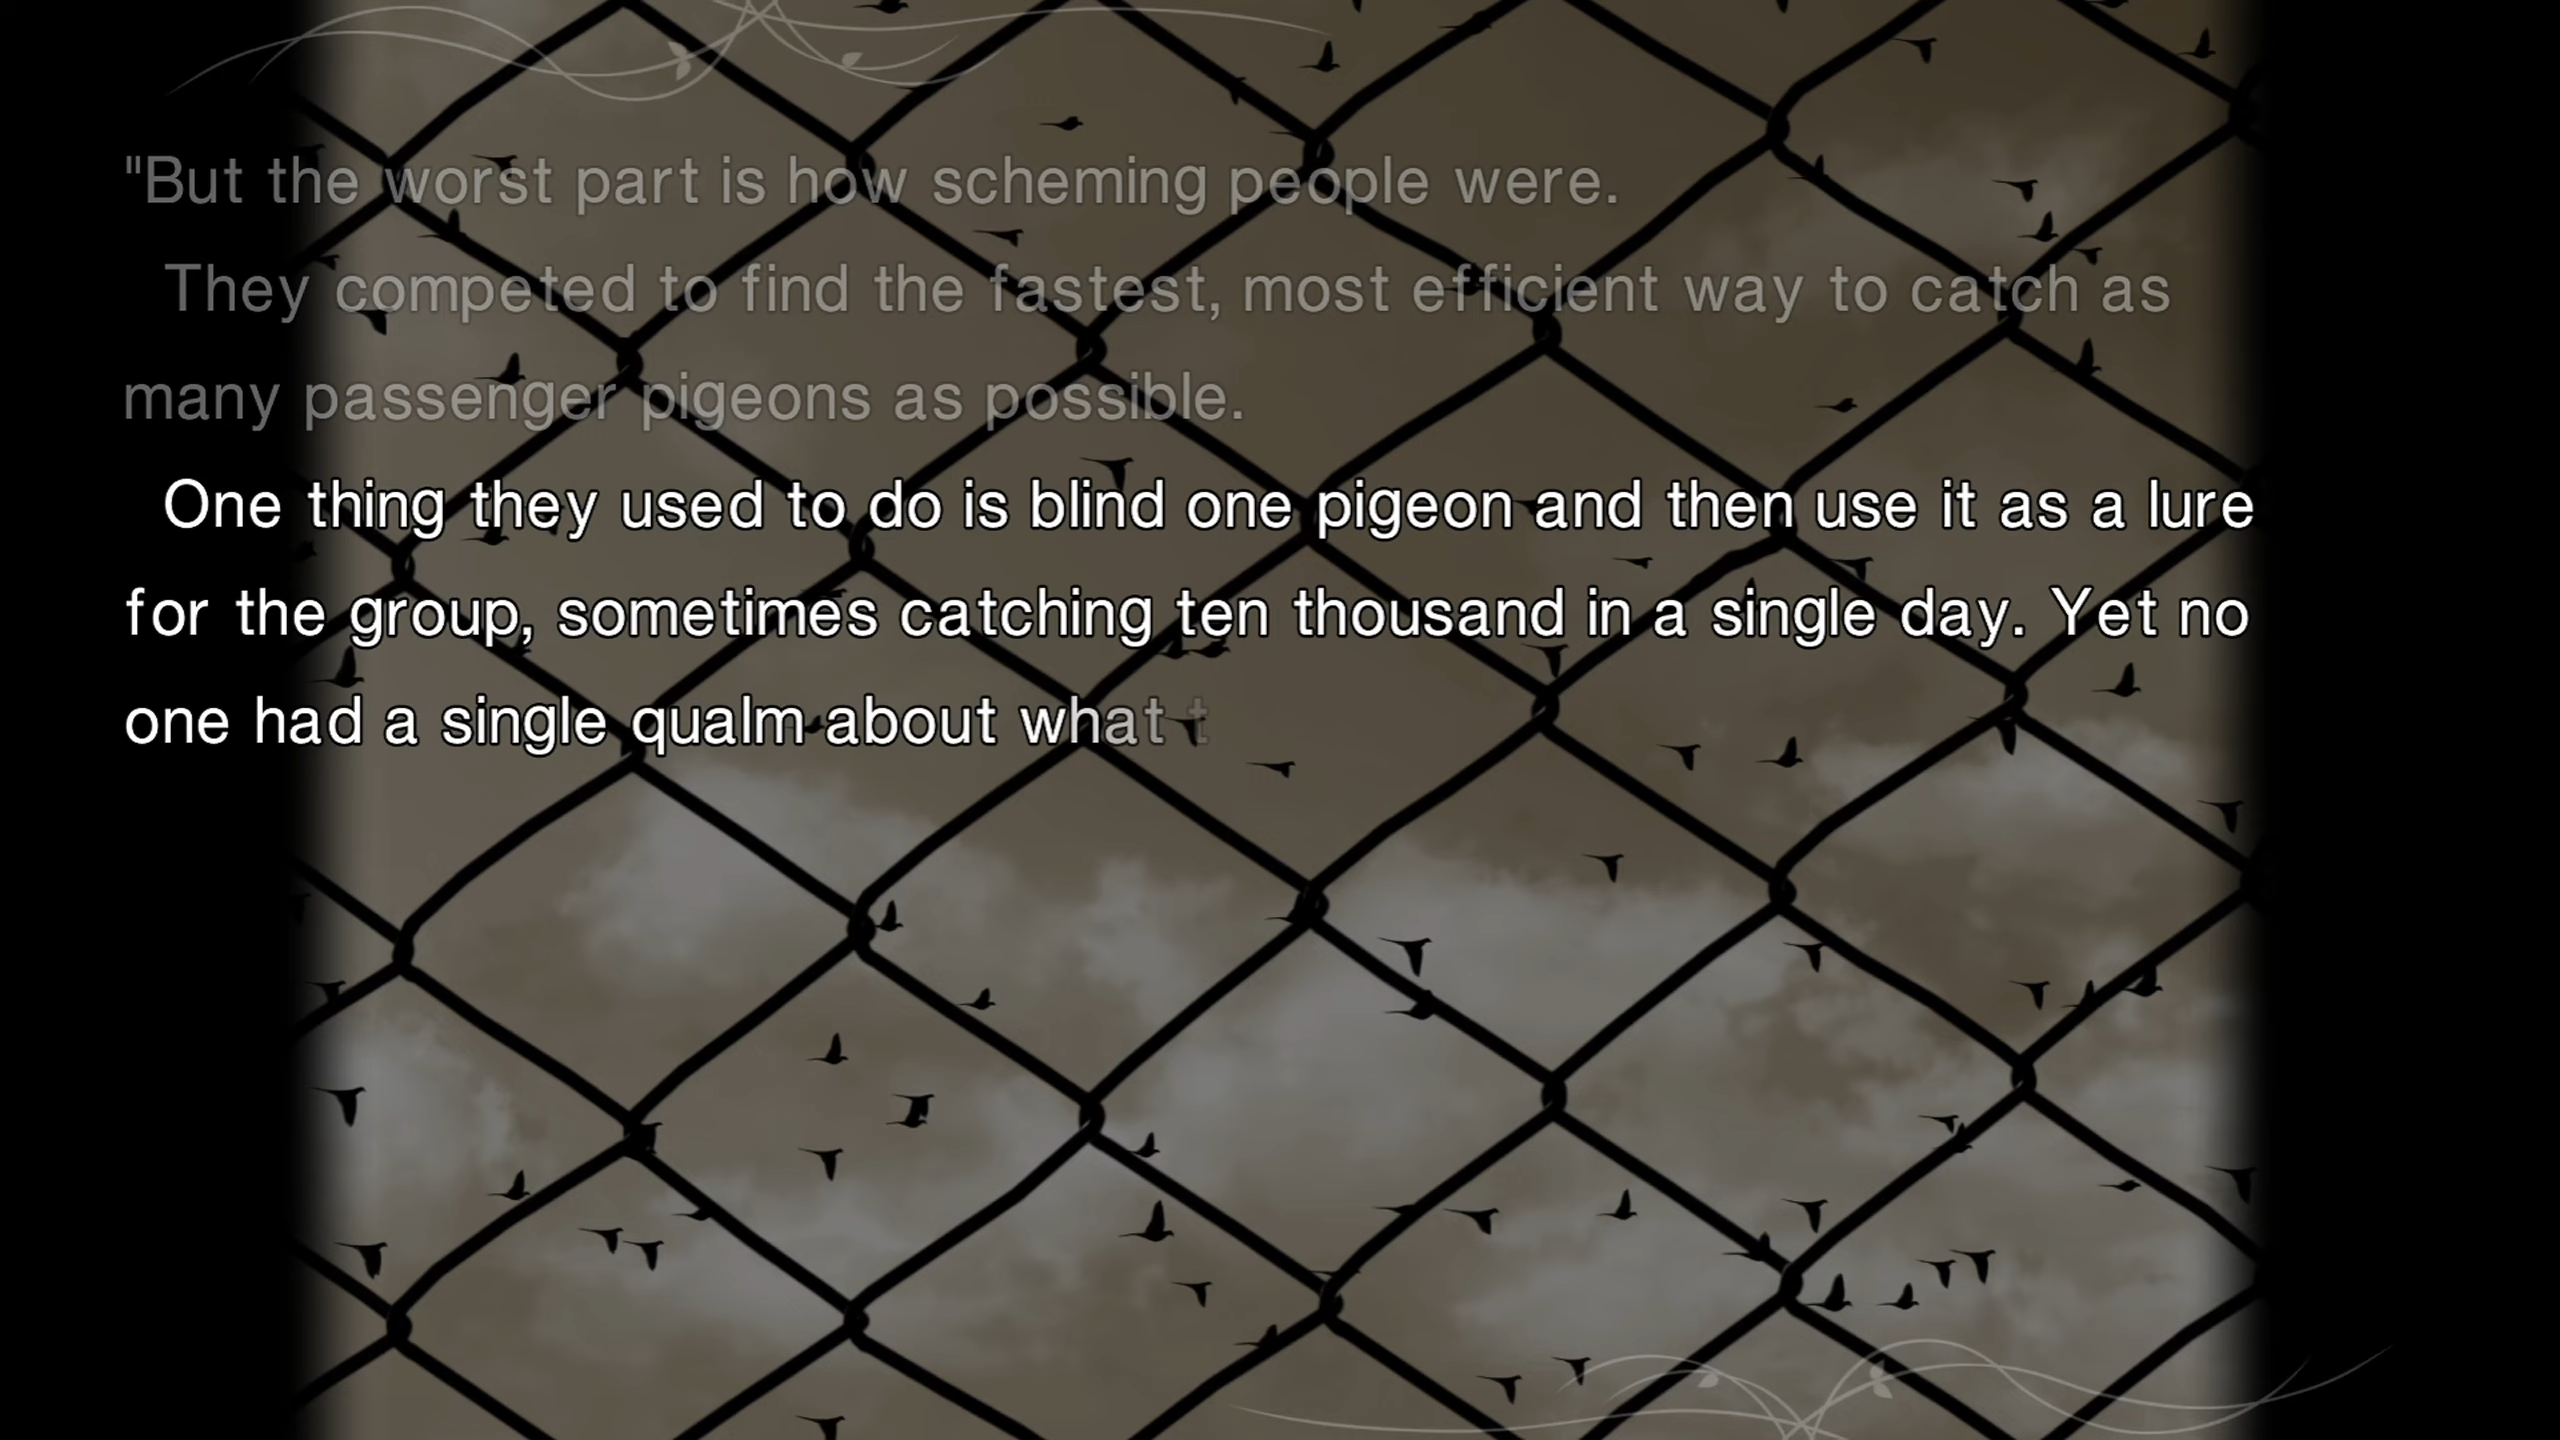 "But the worst part is how scheming people were.
They competed to find the fastest, most efficient way to catch as
many passenger pigeons as possible.
One thing they used to do is blind one pigeon and then use it as a lure
for the group, sometimes catching ten thousand in a single day. Yet no
one had a single qualm about what t